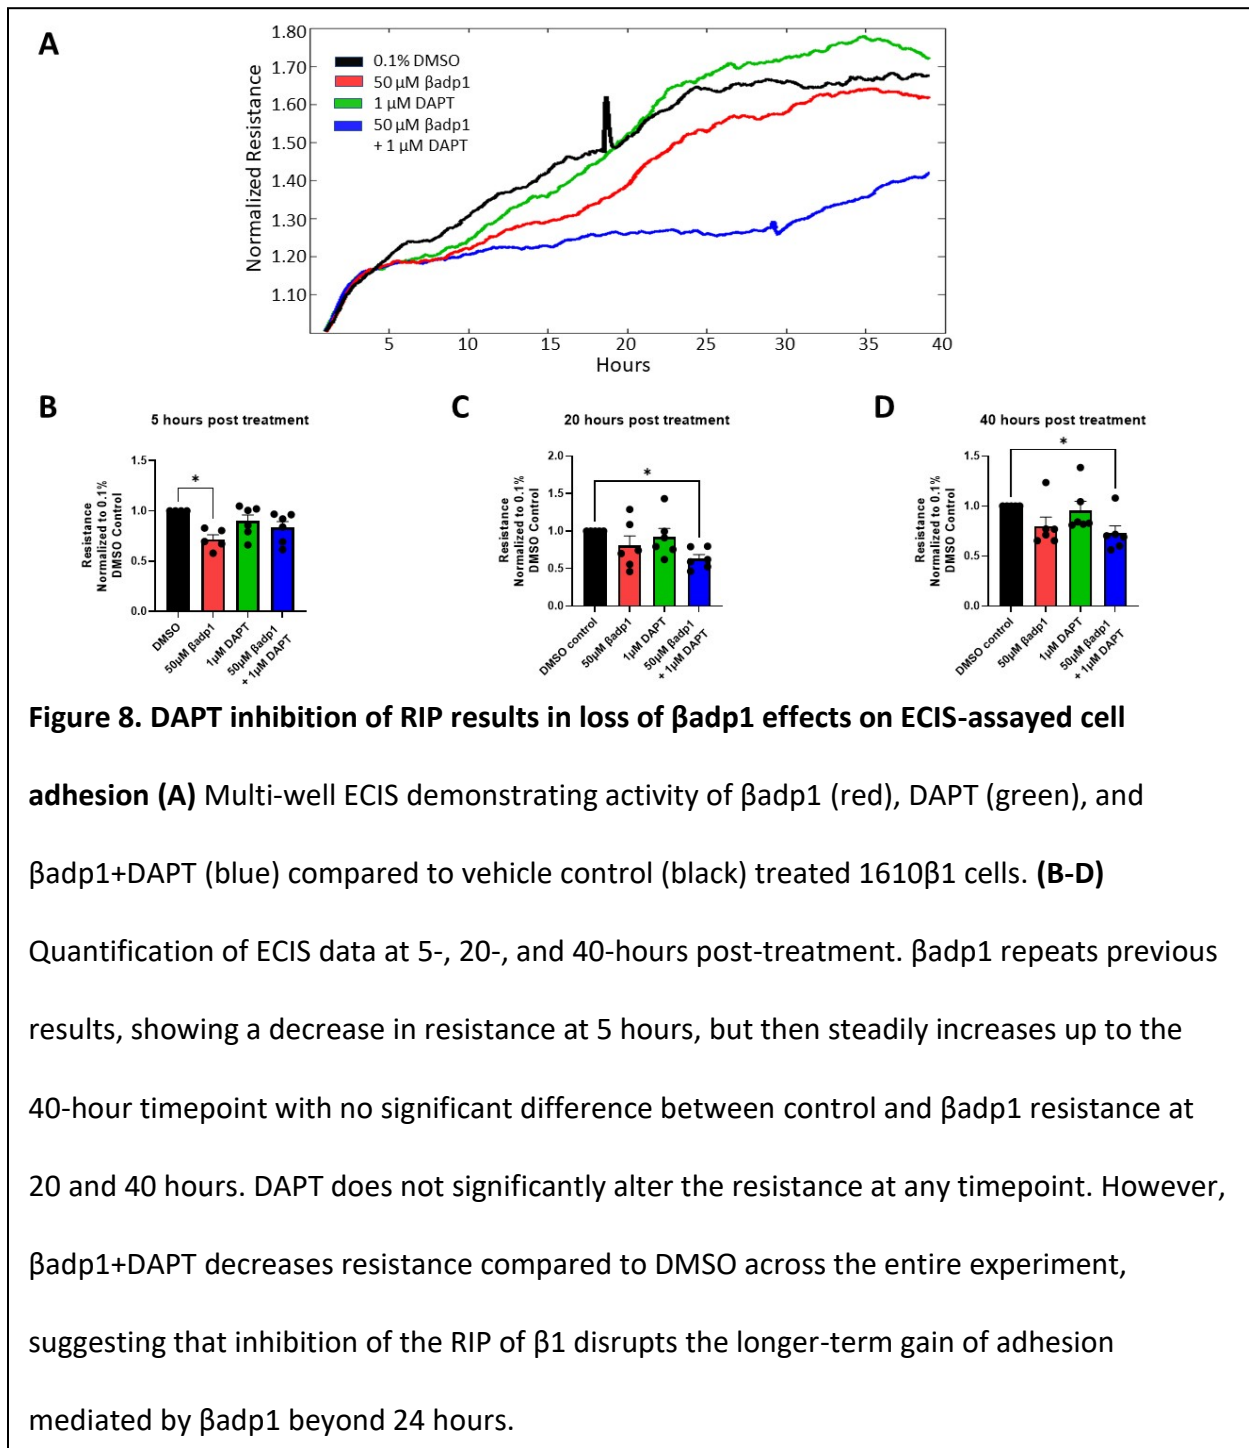 A
1.80
1.70
1.60
1.50
1.40
1.30
1.20
1.10
Normalized Resistance
0.1% DMSO
50 µM βadp1
1 µM DAPT
50 µM βadp1
+ 1 µM DAPT
5 10 15 20 25 30 35 40
Hours
B
5 hours post treatment
Resistance
Normalized to 0.1%
DMSO Control
1.5
1.0
0.5
0.0
*
DMSO
50µM βadp1
1µM DAPT
50µM βadp1
+ 1µM DAPT
C
20 hours post treatment
Resistance
Normalized to 0.1%
DMSO Control
2.0
1.5
1.0
0.5
0.0
*
DMSO control
50µM βadp1
1µM DAPT
50µM βadp1
+ 1µM DAPT
D
40 hours post treatment
Resistance
Normalized to 0.1%
DMSO Control
1.5
1.0
0.5
0.0
*
DMSO control
50µM βadp1
1µM DAPT
50µM βadp1
+ 1µM DAPT
Figure 8. DAPT inhibition of RIP results in loss of βadp1 effects on ECIS-assayed cell
adhesion (A) Multi-well ECIS demonstrating activity of βadp1 (red), DAPT (green), and
βadp1+DAPT (blue) compared to vehicle control (black) treated 1610β1 cells. (B-D)
Quantification of ECIS data at 5-, 20-, and 40-hours post-treatment. βadp1 repeats previous
results, showing a decrease in resistance at 5 hours, but then steadily increases up to the
40-hour timepoint with no significant difference between control and βadp1 resistance at
20 and 40 hours. DAPT does not significantly alter the resistance at any timepoint. However,
βadp1+DAPT decreases resistance compared to DMSO across the entire experiment,
suggesting that inhibition of the RIP of β1 disrupts the longer-term gain of adhesion
mediated by βadp1 beyond 24 hours.